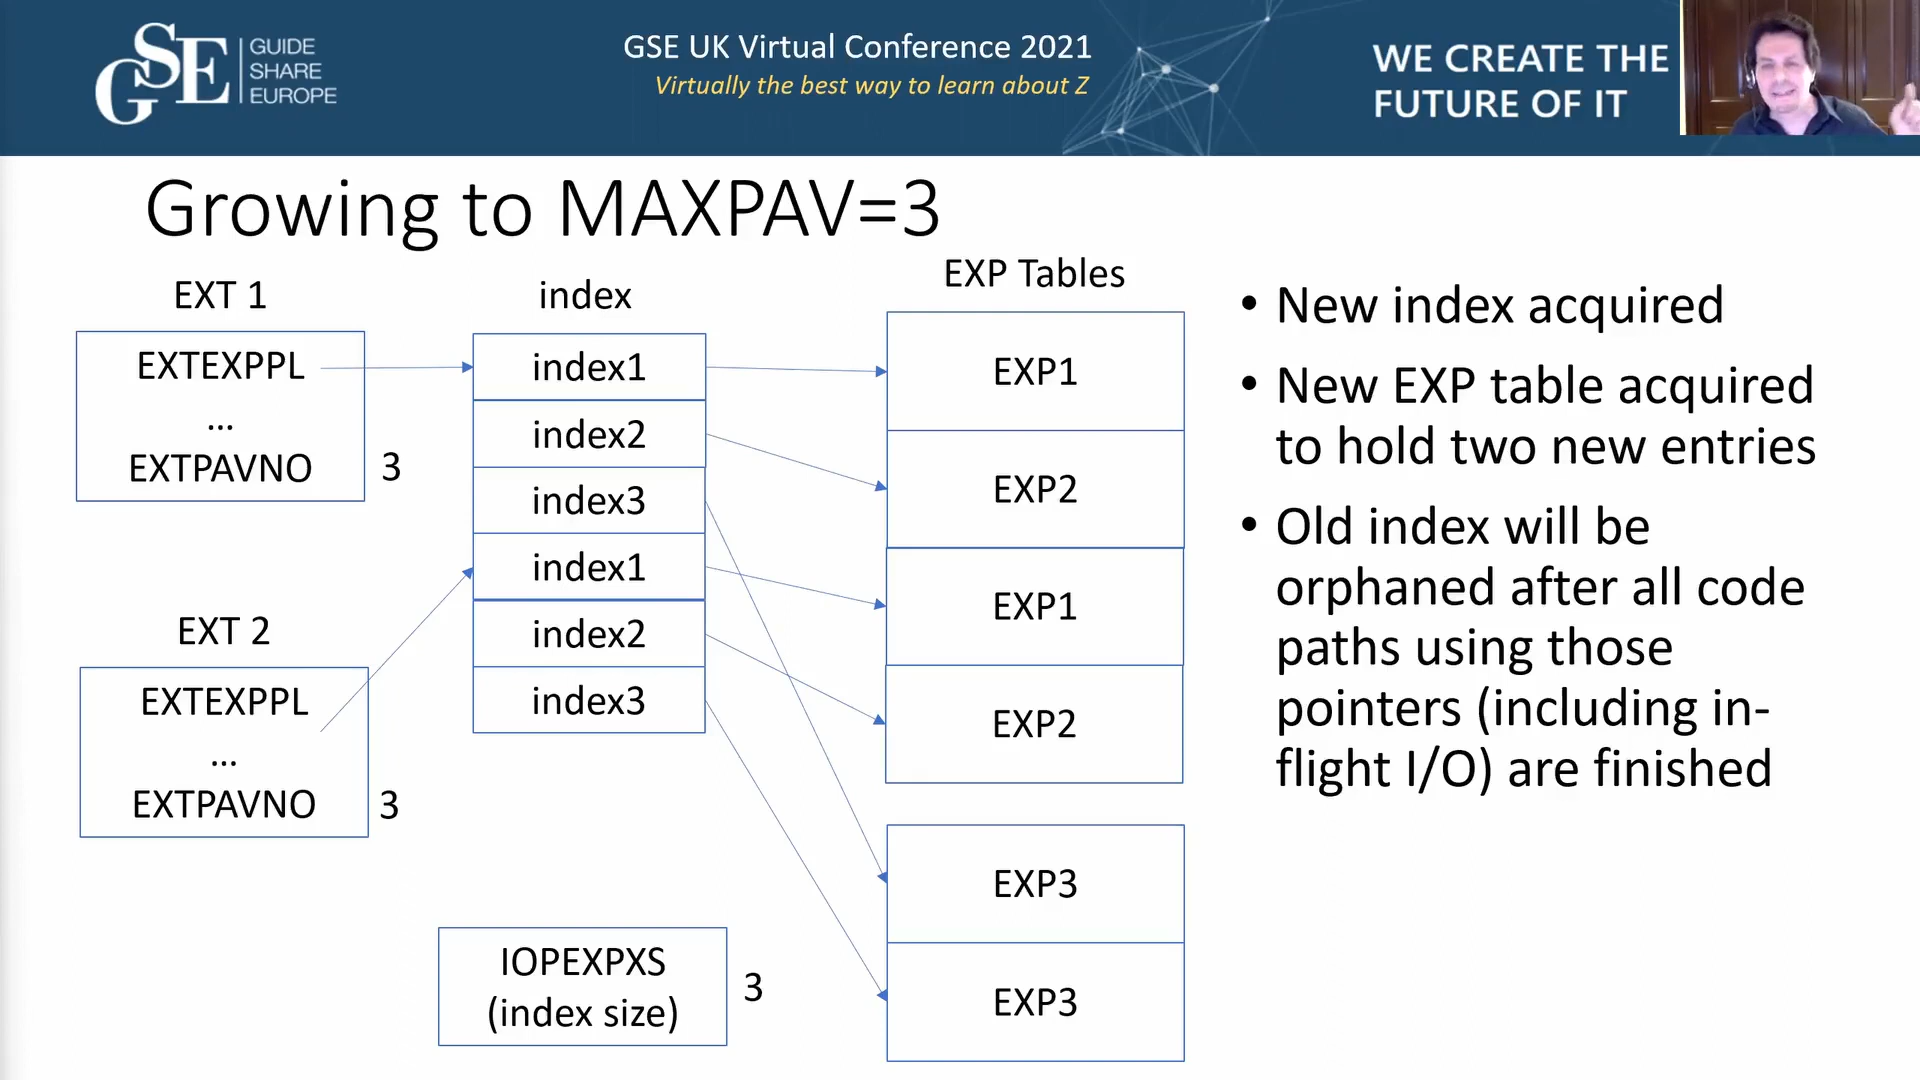 GSE
GUIDE
SHARE
EUROPE
GSE UK Virtual Conference 2021
Virtually the best way to learn about Z
WE CREATE THE
FUTURE OF IT
Growing to MAXPAV=3
EXT 1
EXTEXPPL
...
EXTPAVNO
3
EXT 2
EXTEXPPL
...
EXTPAVNO
3
index
index1
index2
index3
index1
index2
index3
IOPEXPXS
(index size)
3
EXP Tables
EXP1
EXP2
EXP1
EXP2
EXP3
EXP3
• New index acquired
• New EXP table acquired
to hold two new entries
• Old index will be
orphaned after all code
paths using those
pointers (including in-
flight I/O) are finished